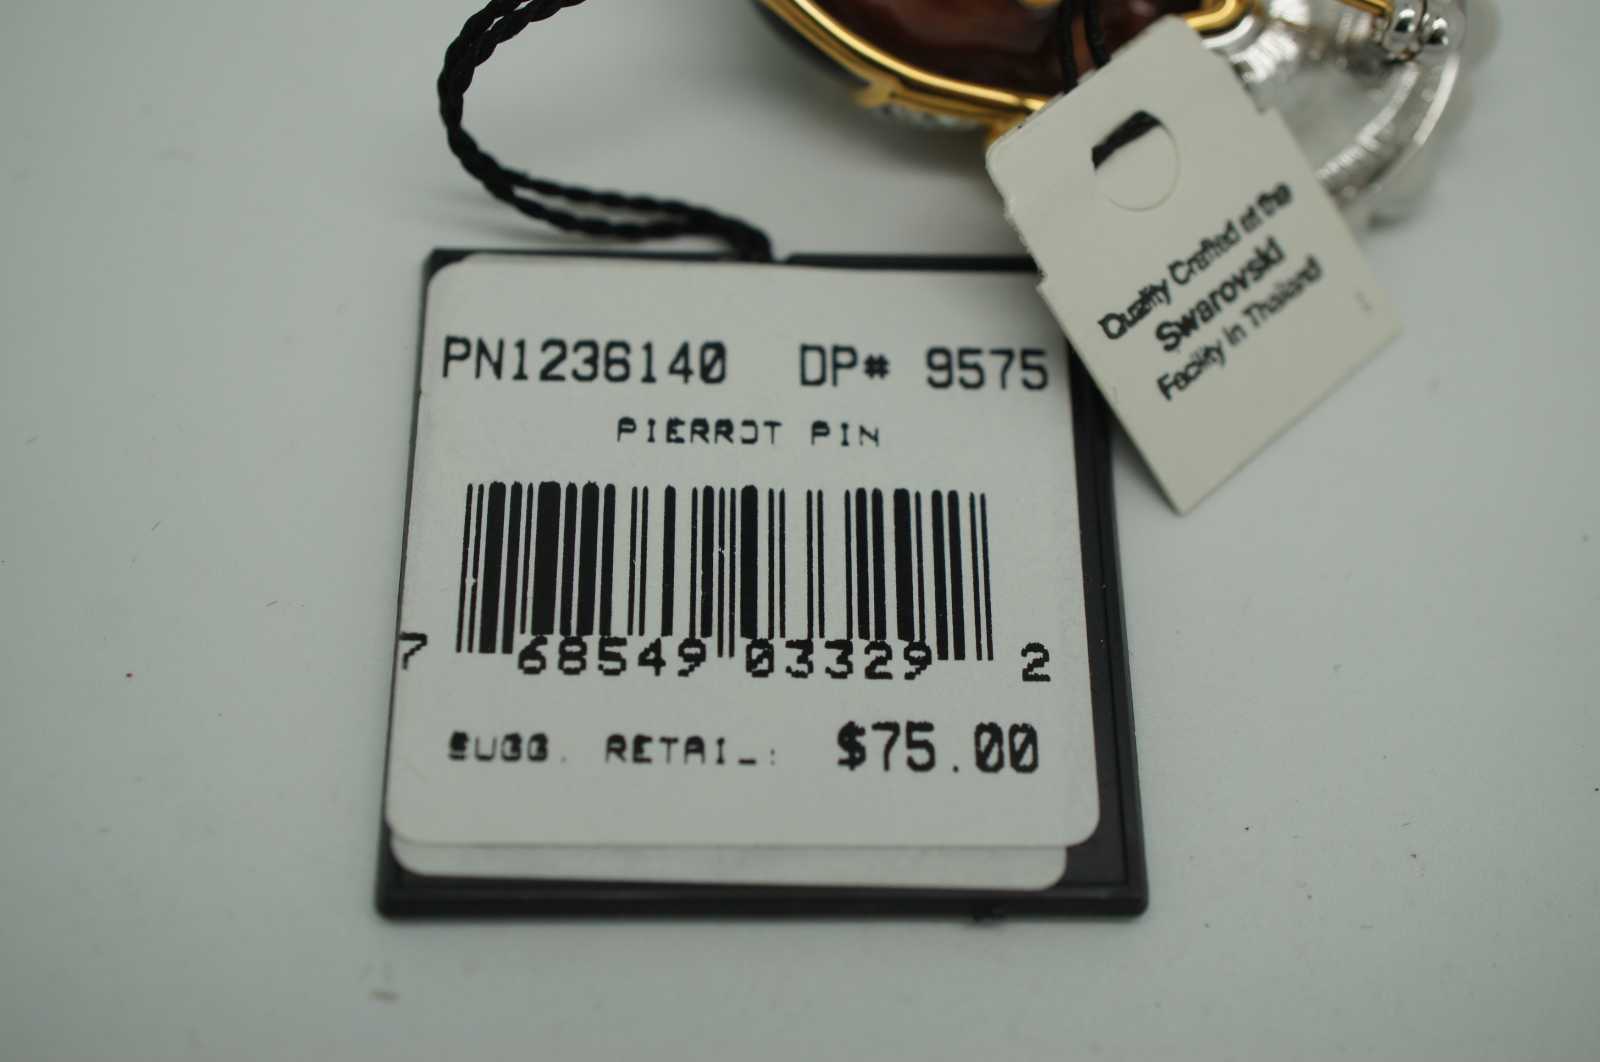 PN1236140 DP# 9575
PIERROT PIN
7 68549 03329 2
SUGG. RETAIL: $75.00
Quality Crafted at the
Swarovski
Facility in Thailand